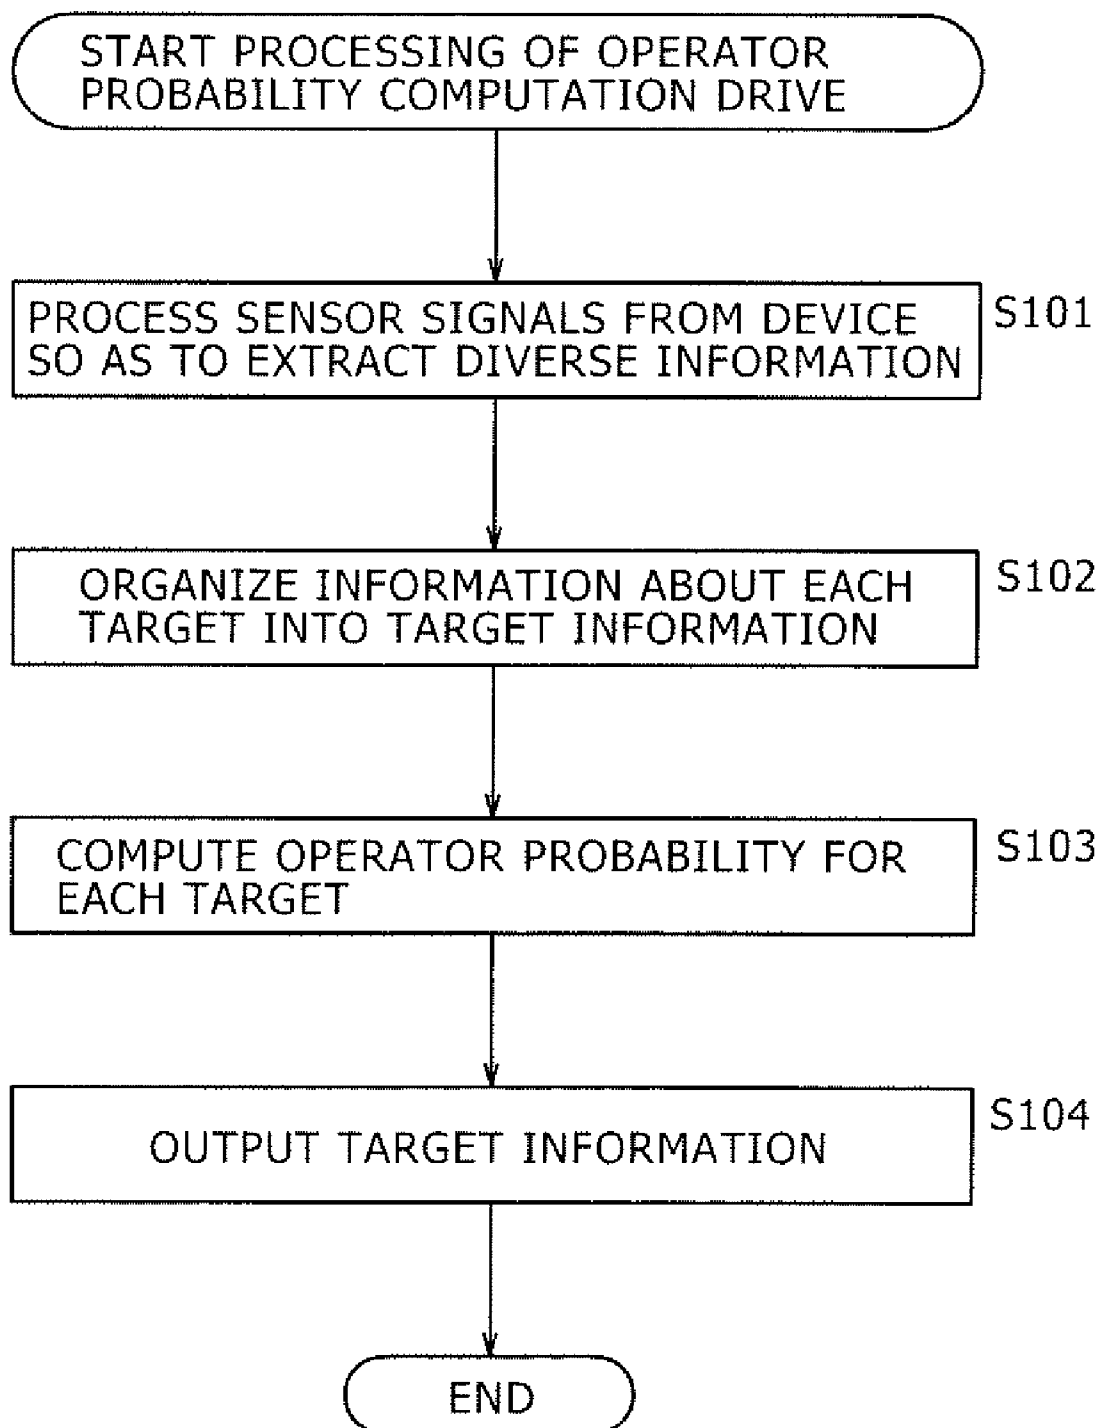 START PROCESSING OF OPERATOR
PROBABILITY COMPUTATION DRIVE
PROCESS SENSOR SIGNALS FROM DEVICE
SO AS TO EXTRACT DIVERSE INFORMATION
S101
ORGANIZE INFORMATION ABOUT EACH
TARGET INTO TARGET INFORMATION
S102
COMPUTE OPERATOR PROBABILITY FOR
EACH TARGET
S103
OUTPUT TARGET INFORMATION
S104
END